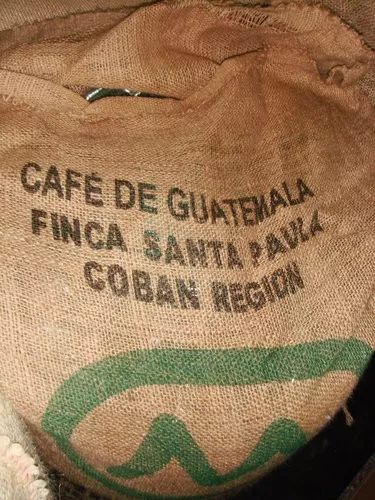 CAFÉ DE GUATEMALA
FINCA SANTA PAULA
COBAN REGION